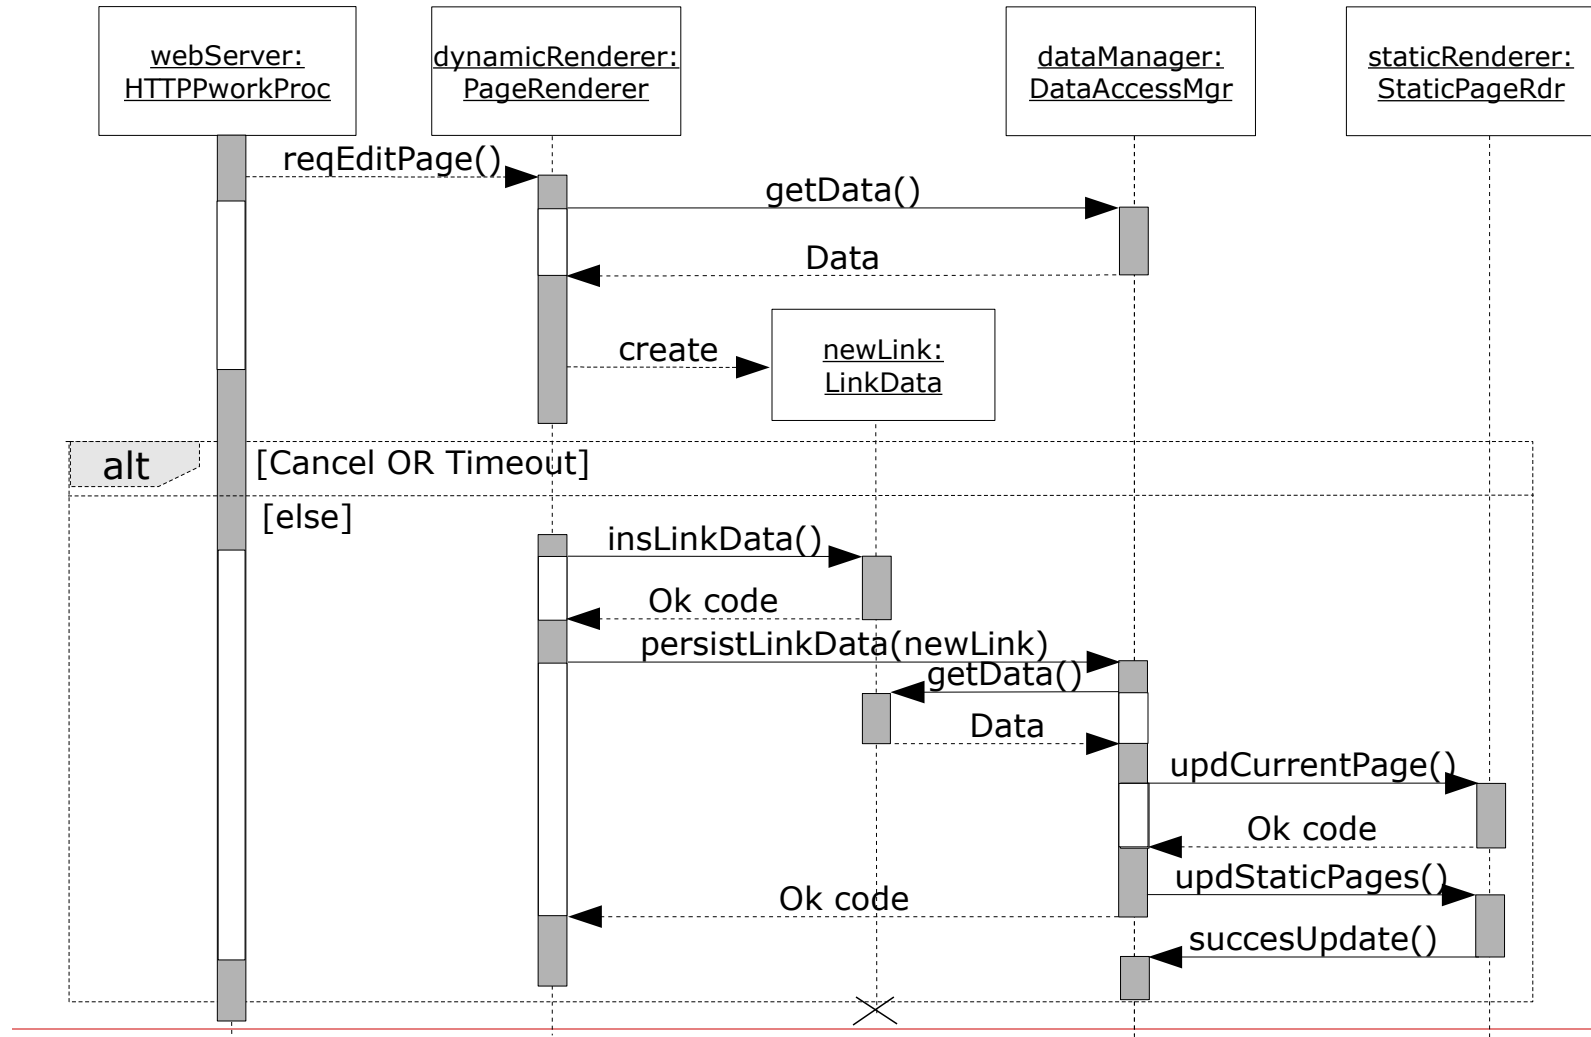 webServer:
HTTPPworkProc
dynamicRenderer:
PageRenderer
dataManager:
DataAccessMgr
staticRenderer:
StaticPageRdr
reqEditPage()
getData()
Data
create
newLink:
LinkData
alt
[Cancel OR Timeout]
[else]
insLinkData()
Ok code
persistLinkData(newLink)
getData()
Data
updCurrentPage()
Ok code
updStaticPages()
Ok code
succesUpdate()